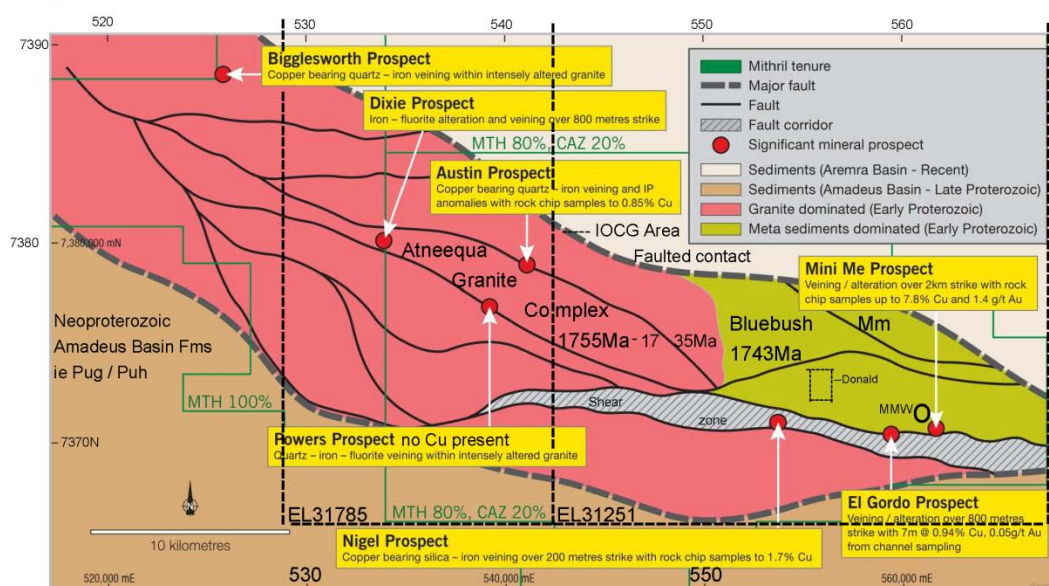 520
530
540
550
560
7390
Bigglesworth Prospect
Copper bearing quartz – iron veining within intensely altered granite
Dixie Prospect
Iron – fluorite alteration and veining over 800 metres strike
MTH 80%, CAZ 20%
Austin Prospect
Copper bearing quartz – iron veining and IP
anomalies with rock chip samples to 0.85% Cu
Mithril tenure
Major fault
Fault
Fault corridor
Significant mineral prospect
Sediments (Aremra Basin - Recent)
Sediments (Amadeus Basin - Late Proterozoic)
Granite dominated (Early Proterozoic)
Meta sediments dominated (Early Proterozoic)
7380
7,380,000 mN
Atneequa
Granite
Complex
1755Ma - 17 35Ma
IOCG Area
Faulted contact
Mini Me Prospect
Veining / alteration over 2km strike with rock
chip samples up to 7.8% Cu and 1.4 g/t Au
Neoproterozoic
Amadeus Basin Fms
ie Pug / Puh
Bluebush
1743Ma
Mm
Donald
MMW O
MTH 100%
Shear
zone
7370N
Powers Prospect no Cu present
Quartz – iron – fluorite veining within intensely altered granite
N
10 kilometres
EL31785
MTH 80%, CAZ 20%
EL31251
El Gordo Prospect
Veining / alteration over 800 metres
strike with 7m @ 0.94% Cu, 0.05g/t Au
from channel sampling
Nigel Prospect
Copper bearing silica – iron veining over 200 metres strike with rock chip samples to 1.7% Cu
520,000 mE
530
540,000 mE
550
560,000 mE